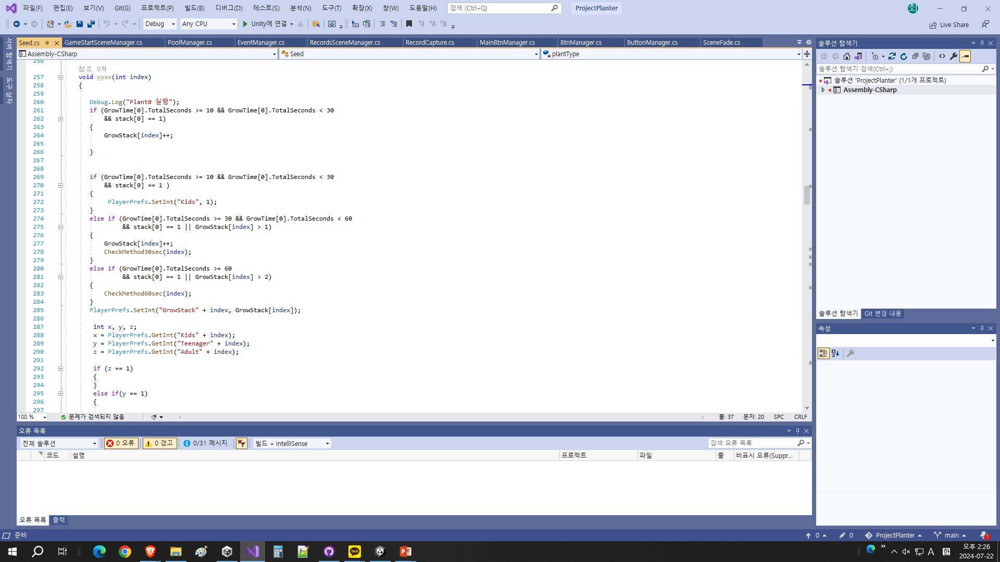 파일(F) 편집(E) 보기(V) Git(G) 프로젝트(P) 빌드(B) 디버그(D) 테스트(S) 분석(N) 도구(T) 확장(X) 창(W) 도움말(H) 검색 (Ctrl+Q) ProjectPlanter 최
Debug Any CPU Unity에 연결 Live Share
서버 탐색기
도구 상자
Seed.cs GameStartSceneManager.cs PoolManager.cs EventManager.cs RecordsSceneManager.cs RecordCapture.cs MainBtnManager.cs BtnManager.cs ButtonManager.cs SceneFade.cs
Assembly-CSharp Seed plantType
256
참조 0개
257 void eaaa(int index)
258 {
259
260 Debug.Log("Plant0 실행");
261 if (GrowTime[0].TotalSeconds >= 10 && GrowTime[0].TotalSeconds < 30
262 && stack[0] == 1)
263 {
264 GrowStack[index]++;
265
266 }
267
268
269 if (GrowTime[0].TotalSeconds >= 10 && GrowTime[0].TotalSeconds < 30
270 && stack[0] == 1 )
271 {
272 PlayerPrefs.SetInt("Kids", 1);
273 }
274 else if (GrowTime[0].TotalSeconds >= 30 && GrowTime[0].TotalSeconds < 60
275 && stack[0] == 1 || GrowStack[index] > 1)
276 {
277 GrowStack[index]++;
278 CheckMethod30sec(index);
279 }
280 else if (GrowTime[0].TotalSeconds >= 60
281 && stack[0] == 1 || GrowStack[index] > 2)
282 {
283 CheckMethod60sec(index);
284 }
285 PlayerPrefs.SetInt("GrowStack" + index, GrowStack[index]);
286
287 int x, y, z;
288 x = PlayerPrefs.GetInt("Kids" + index);
289 y = PlayerPrefs.GetInt("Teenager" + index);
290 z = PlayerPrefs.GetInt("Adult" + index);
291
292 if (z == 1)
293 {
294 }
295 else if(y == 1)
296 {
297
100 % 문제가 검색되지 않음 줄: 37 문자: 20 SPC CRLF
오류 목록
전체 솔루션 0 오류 0 경고 0/31 메시지 빌드 + IntelliSense 검색 오류 목록
코드 설명 프로젝트 파일 줄 비표시 오류(Suppr...
오류 목록 출력
솔루션 탐색기
솔루션 탐색기 검색(Ctrl+;)
솔루션 'ProjectPlanter' (1/1개 프로젝트)
Assembly-CSharp
솔루션 탐색기 Git 변경 내용
속성
준비 0 0 ProjectPlanter main 1
TALK A 한 오후 2:26
2024-07-22